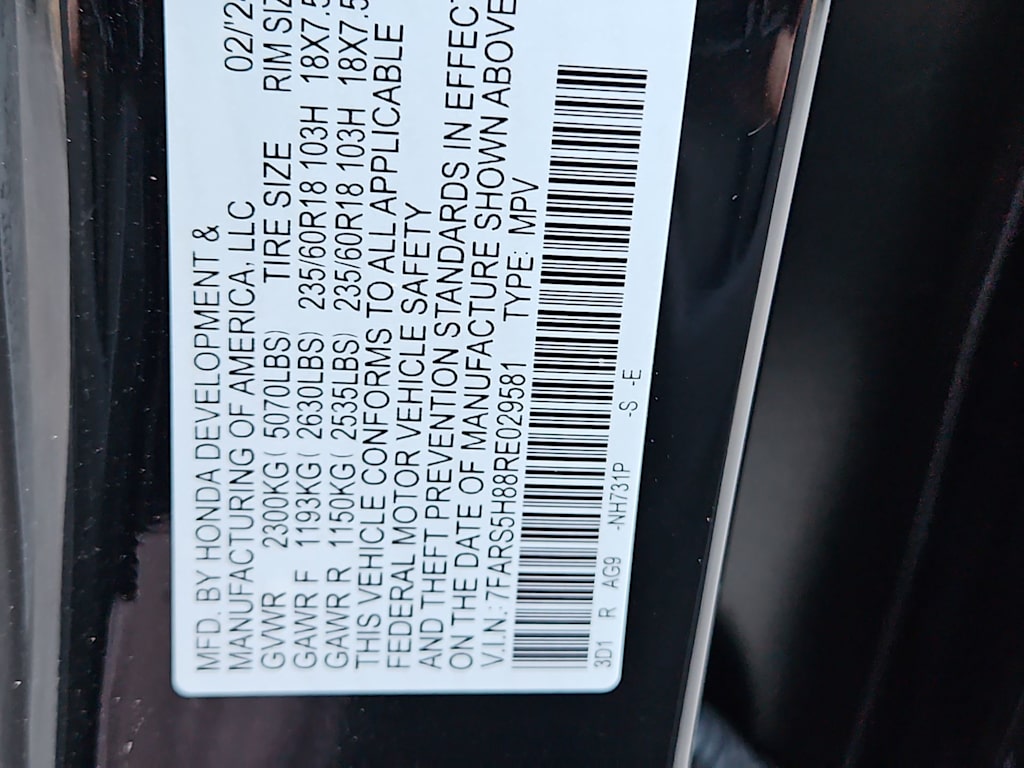 MFD. BY HONDA DEVELOPMENT &
MANUFACTURING OF AMERICA, LLC 02/'2
GVWR 2300KG( 5070LBS) TIRE SIZE RIM SIZ
GAWR F 1193KG( 2630LBS) 235/60R18 103H 18X7.5
GAWR R 1150KG( 2535LBS) 235/60R18 103H 18X7.5
THIS VEHICLE CONFORMS TO ALL APPLICABLE
FEDERAL MOTOR VEHICLE SAFETY
AND THEFT PREVENTION STANDARDS IN EFFECT
ON THE DATE OF MANUFACTURE SHOWN ABOVE
V.I.N.: 7FARS5H88RE029581 TYPE: MPV
3D1 R AG9 -NH731P -S -E